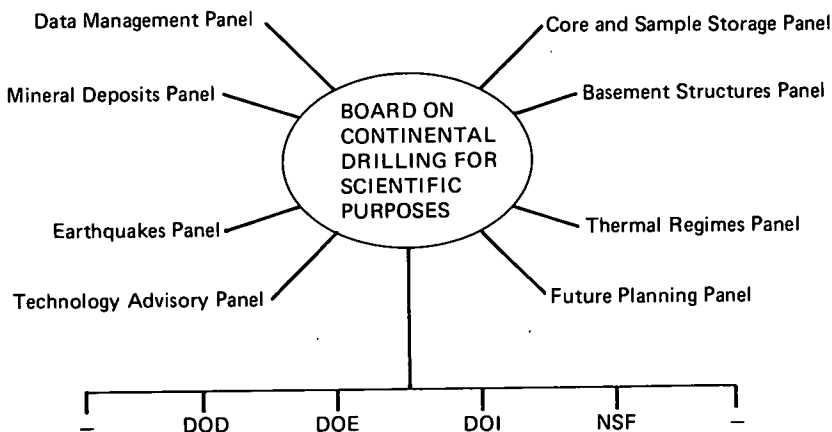 Data Management Panel
Core and Sample Storage Panel
Mineral Deposits Panel
Basement Structures Panel
BOARD ON
CONTINENTAL
DRILLING FOR
SCIENTIFIC
PURPOSES
Earthquakes Panel
Thermal Regimes Panel
Technology Advisory Panel
Future Planning Panel
– DOD DOE DOI NSF –